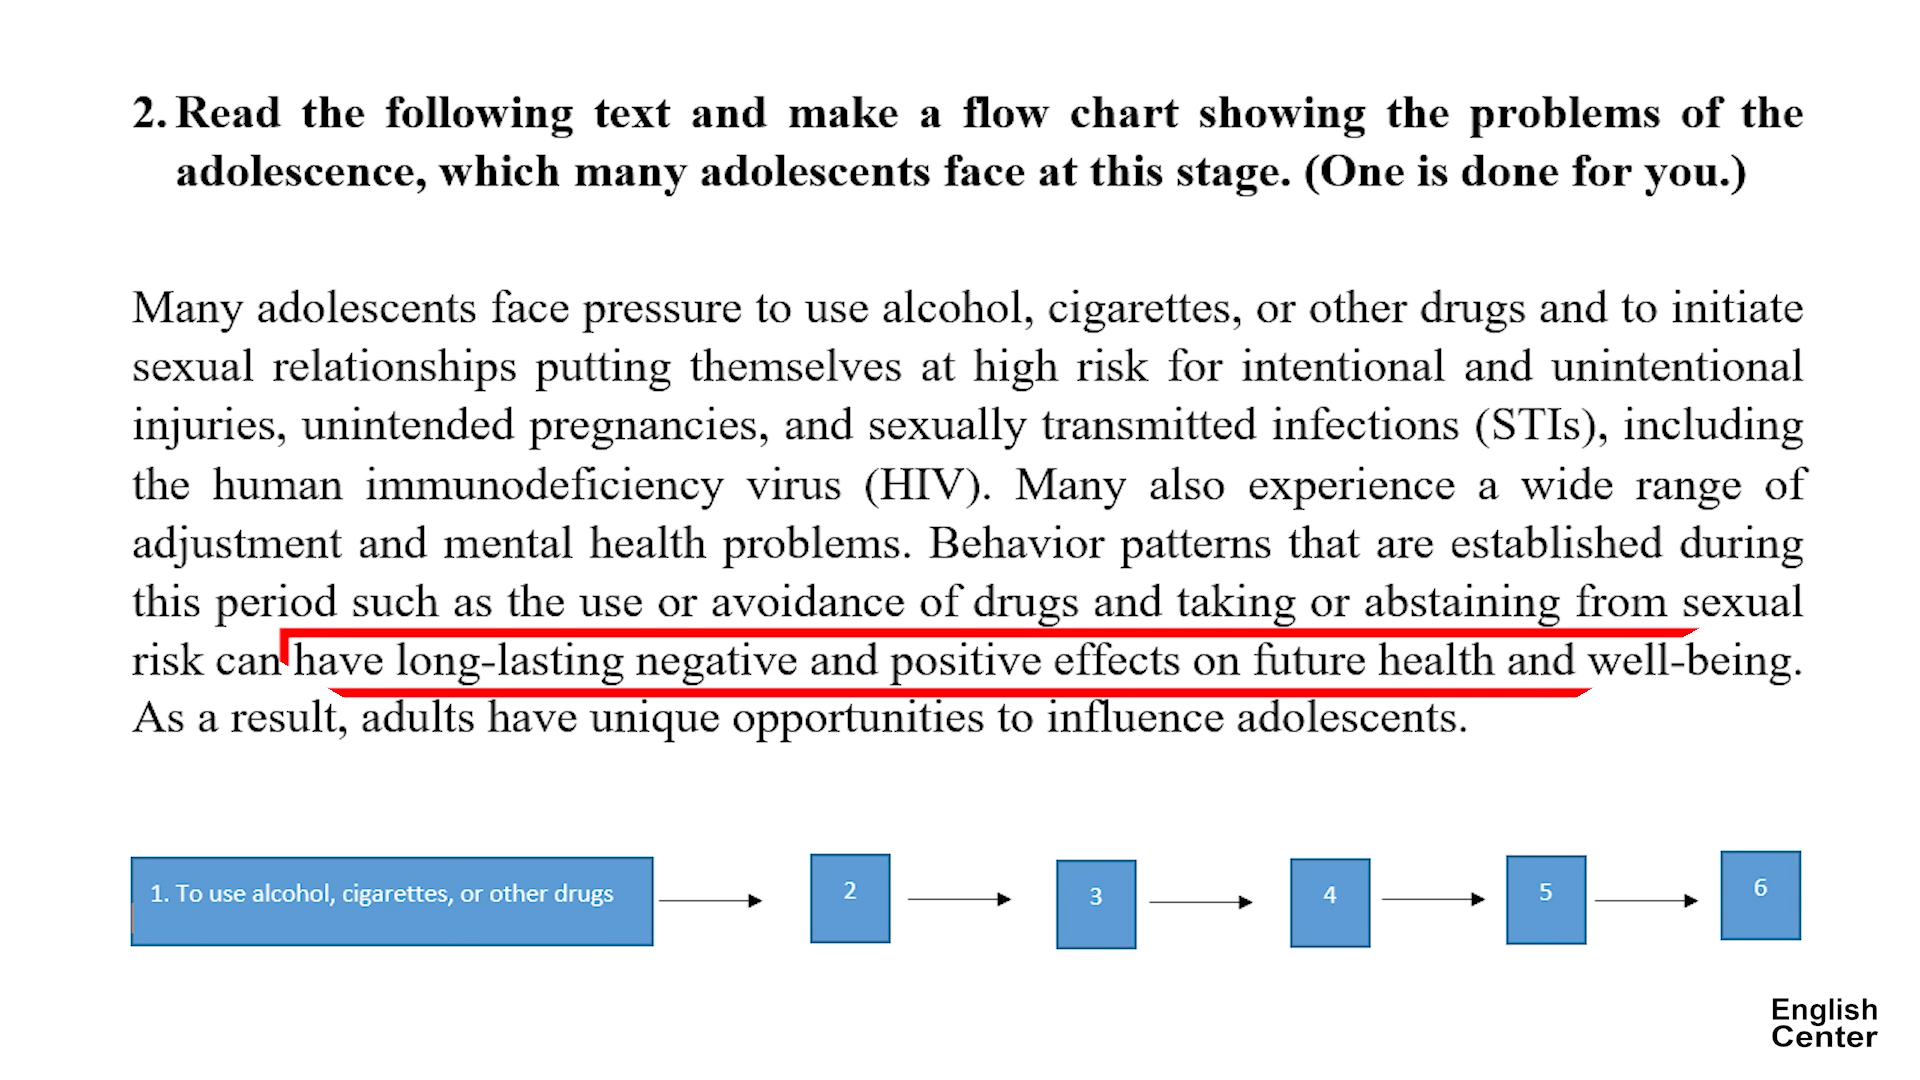 2. Read the following text and make a flow chart showing the problems of the
adolescence, which many adolescents face at this stage. (One is done for you.)
Many adolescents face pressure to use alcohol, cigarettes, or other drugs and to initiate
sexual relationships putting themselves at high risk for intentional and unintentional
injuries, unintended pregnancies, and sexually transmitted infections (STIs), including
the human immunodeficiency virus (HIV). Many also experience a wide range of
adjustment and mental health problems. Behavior patterns that are established during
this period such as the use or avoidance of drugs and taking or abstaining from sexual
risk can have long-lasting negative and positive effects on future health and well-being.
As a result, adults have unique opportunities to influence adolescents.
1. To use alcohol, cigarettes, or other drugs
2
3
4
5
6
English
Center